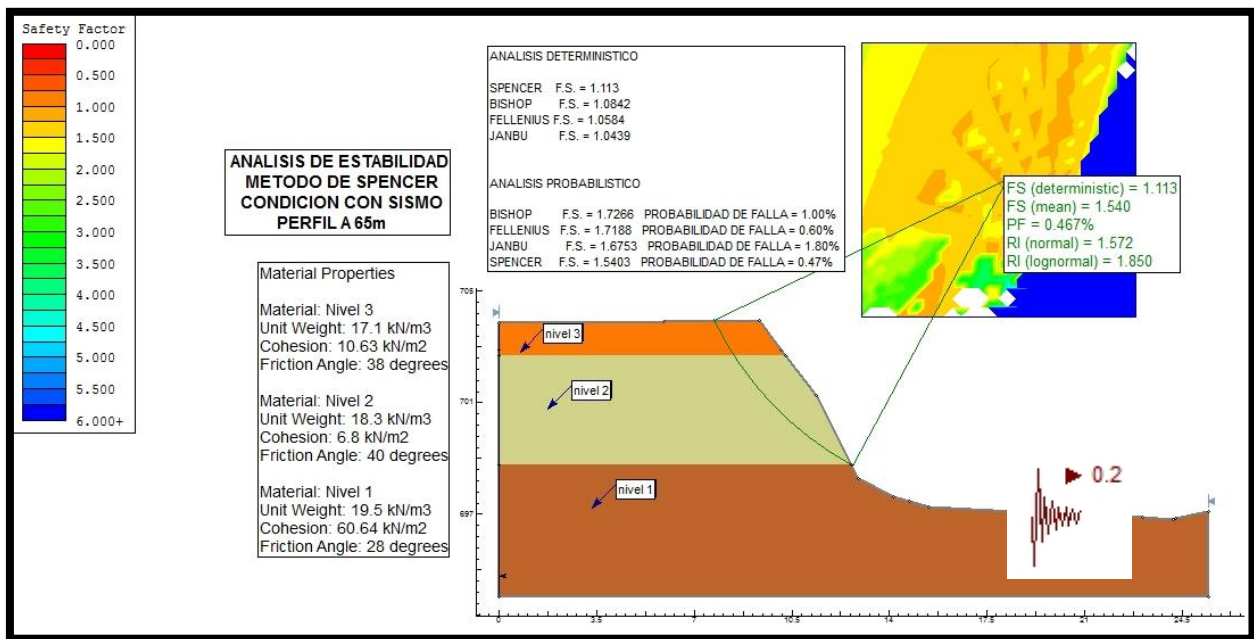 Safety Factor
0.000
0.500
1.000
1.500
2.000
2.500
3.000
3.500
4.000
4.500
5.000
5.500
6.000+
ANALISIS DE ESTABILIDAD
METODO DE SPENCER
CONDICION CON SISMO
PERFIL A 65m
Material Properties
Material: Nivel 3
Unit Weight: 17.1 kN/m3
Cohesion: 10.63 kN/m2
Friction Angle: 38 degrees
Material: Nivel 2
Unit Weight: 18.3 kN/m3
Cohesion: 6.8 kN/m2
Friction Angle: 40 degrees
Material: Nivel 1
Unit Weight: 19.5 kN/m3
Cohesion: 60.64 kN/m2
Friction Angle: 28 degrees
ANALISIS DETERMINISTICO
SPENCER F.S. = 1.113
BISHOP F.S. = 1.0842
FELLENIUS F.S. = 1.0584
JANBU F.S. = 1.0439
ANALISIS PROBABILISTICO
BISHOP F.S. = 1.7266 PROBABILIDAD DE FALLA = 1.00%
FELLENIUS F.S. = 1.7188 PROBABILIDAD DE FALLA = 0.60%
JANBU F.S. = 1.6753 PROBABILIDAD DE FALLA = 1.80%
SPENCER F.S. = 1.5403 PROBABILIDAD DE FALLA = 0.47%
FS (deterministic) = 1.113
FS (mean) = 1.540
PF = 0.467%
RI (normal) = 1.572
RI (lognormal) = 1.850
705
701
697
nivel 3
nivel 2
nivel 1
0.2
0 3.5 7 10.5 14 17.5 21 24.5